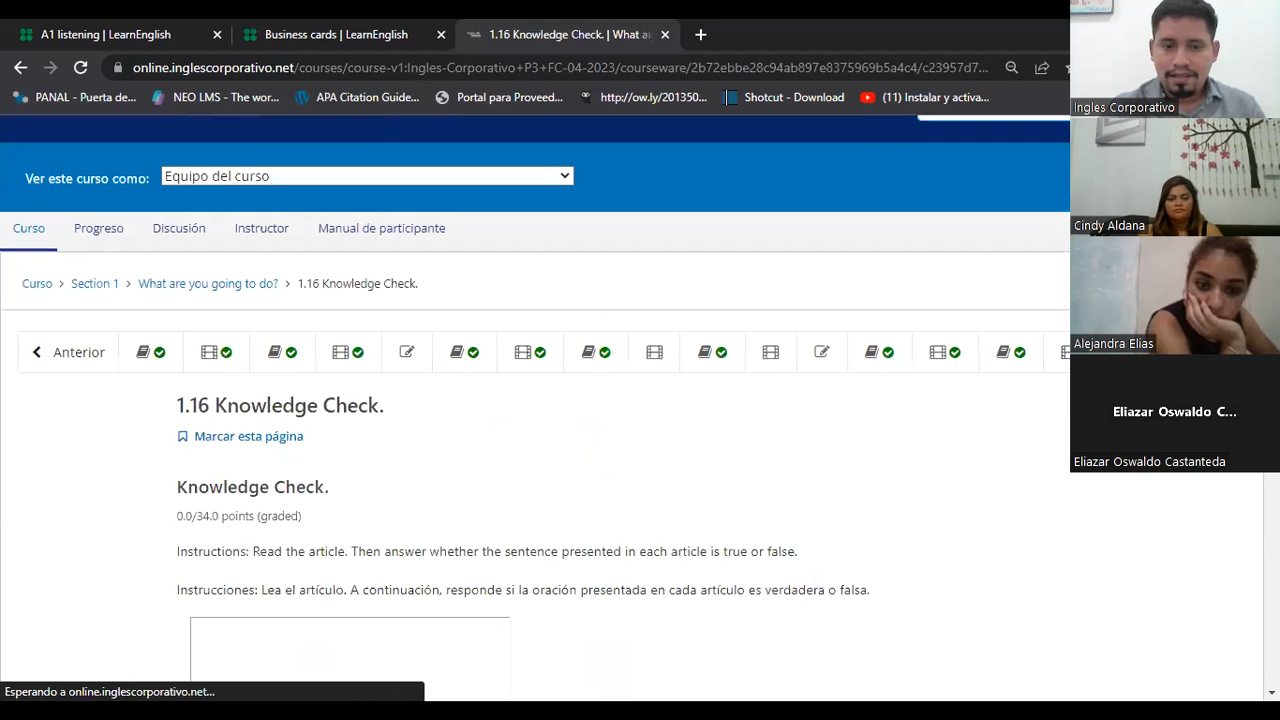 A1 listening | LearnEnglish
Business cards | LearnEnglish
1.16 Knowledge Check. | What a
online.inglescorporativo.net/courses/course-v1:Ingles-Corporativo+P3+FC-04-2023/courseware/2b72ebbe28c94ab897e8375969b5a4c4/c23957d7...
PANAL - Puerta de...
NEO LMS - The wor...
APA Citation Guide...
Portal para Proveed...
http://ow.ly/201350...
Shotcut - Download
(11) Instalar y activa...
Ingles Corporativo
Ver este curso como:
Equipo del curso
Cindy Aldana
Curso
Progreso
Discusión
Instructor
Manual de participante
Curso > Section 1 > What are you going to do? > 1.16 Knowledge Check.
Alejandra Elias
Anterior
1.16 Knowledge Check.
Marcar esta página
Eliazar Oswaldo C...
Eliazar Oswaldo Castanteda
Knowledge Check.
0.0/34.0 points (graded)
Instructions: Read the article. Then answer whether the sentence presented in each article is true or false.
Instrucciones: Lea el artículo. A continuación, responde si la oración presentada en cada artículo es verdadera o falsa.
Esperando a online.inglescorporativo.net...